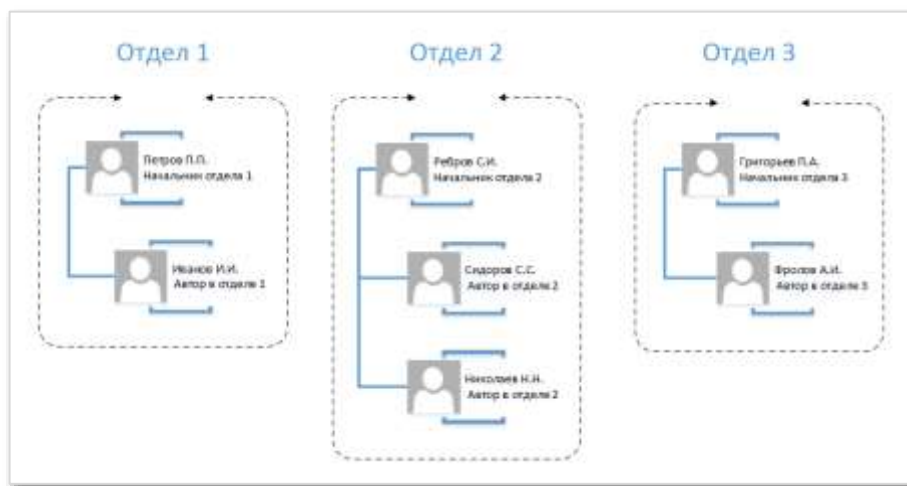 Отдел 1
Петров П.П.
Начальник отдела 1
Иванов И.И.
Автор в отделе 1
Отдел 2
Ребров С.И.
Начальник отдела 2
Сидоров С.С.
Автор в отделе 2
Николаев Н.Н.
Автор в отделе 2
Отдел 3
Григорьев П.А.
Начальник отдела 3
Фролов А.И.
Автор в отделе 3